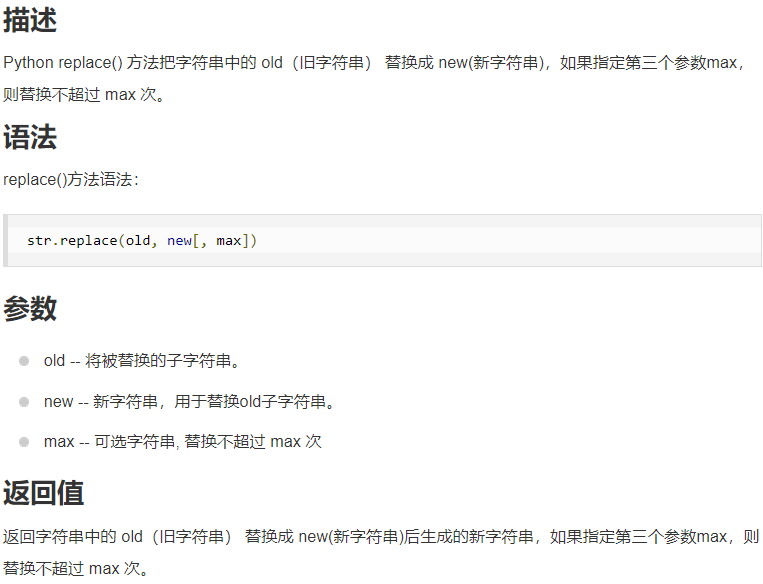 描述
Python replace() 方法把字符串中的 old（旧字符串） 替换成 new(新字符串)，如果指定第三个参数max，
则替换不超过 max 次。
语法
replace()方法语法：
str.replace(old, new[, max])
参数
old -- 将被替换的子字符串。
new -- 新字符串，用于替换old子字符串。
max -- 可选字符串, 替换不超过 max 次
返回值
返回字符串中的 old（旧字符串） 替换成 new(新字符串)后生成的新字符串，如果指定第三个参数max，则
替换不超过 max 次。